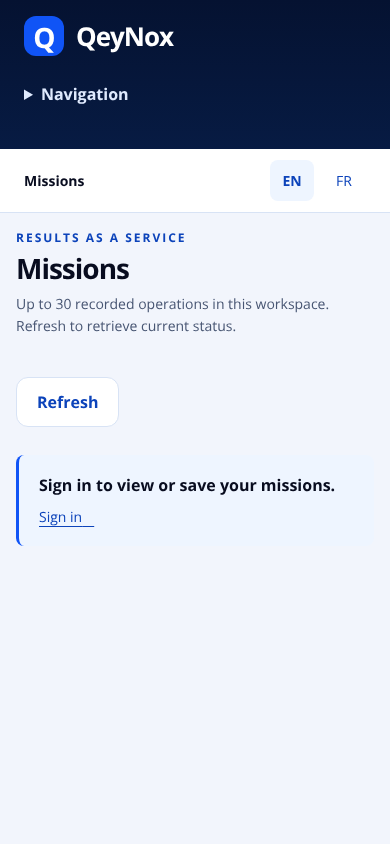 Q QeyNox
Navigation
Missions EN FR
RESULTS AS A SERVICE
Missions
Up to 30 recorded operations in this workspace.
Refresh to retrieve current status.
Refresh
Sign in to view or save your missions.
Sign in